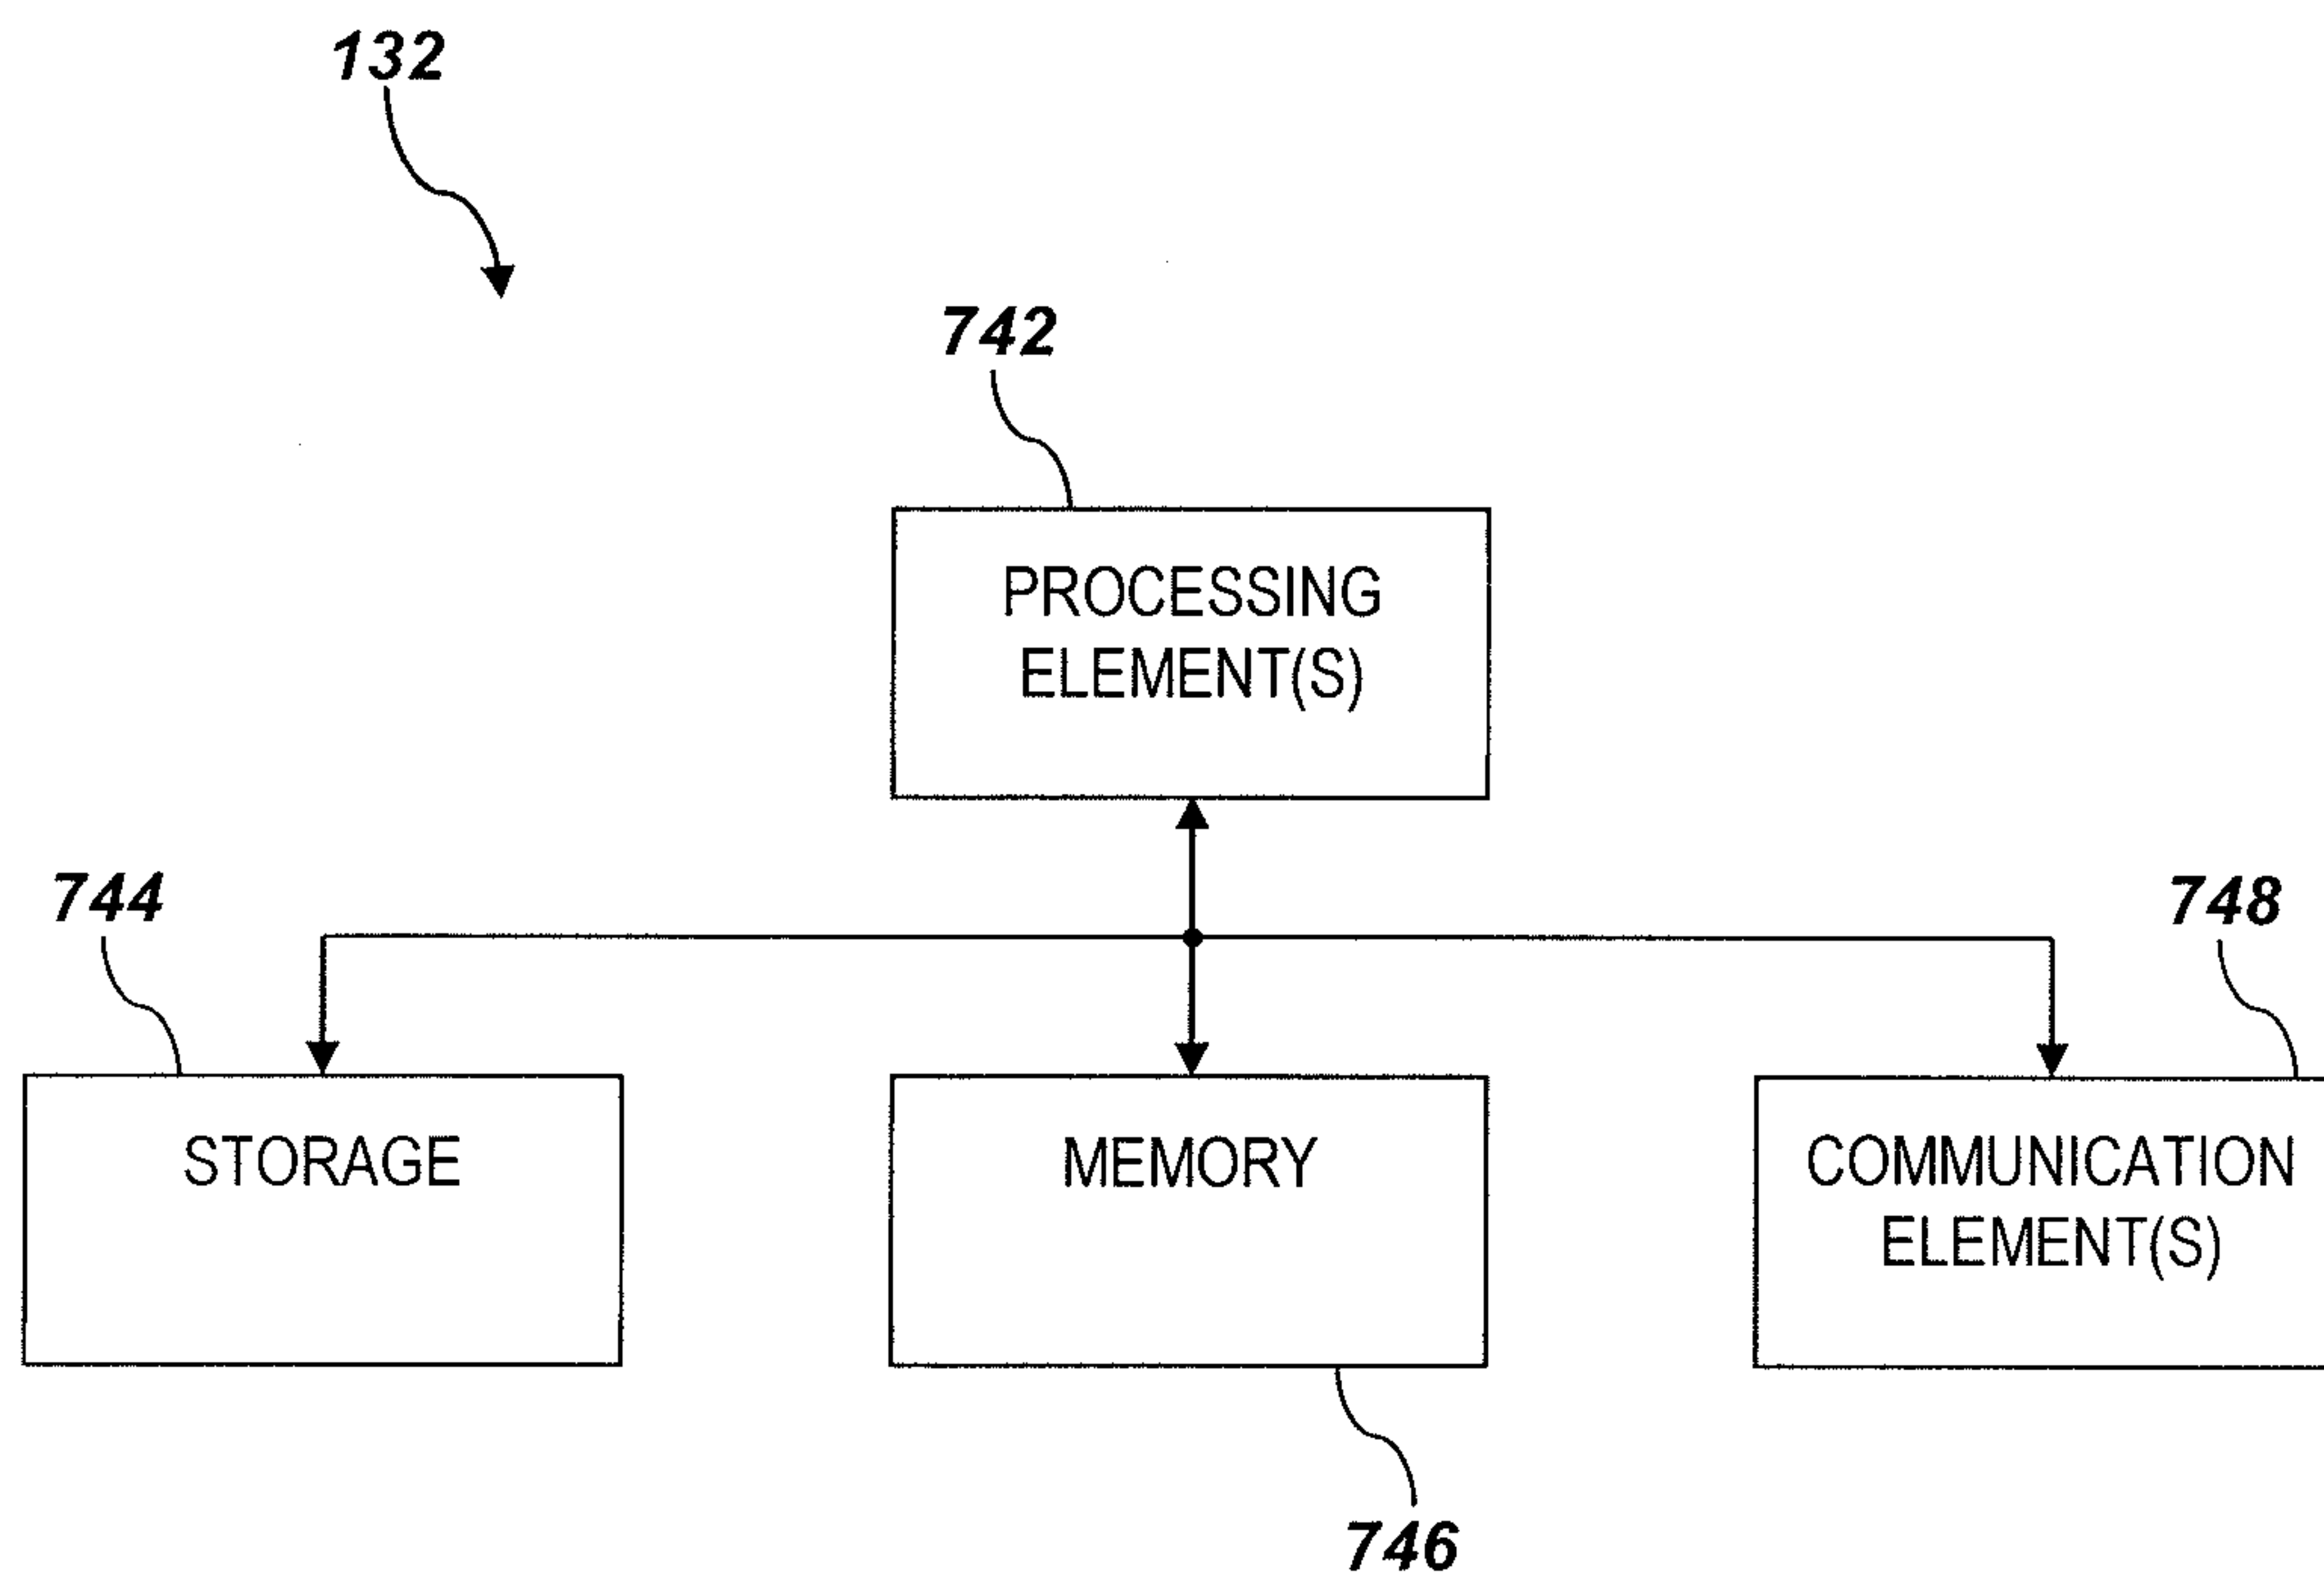 132
742
PROCESSING
ELEMENT(S)
744
748
STORAGE
MEMORY
COMMUNICATION
ELEMENT(S)
746